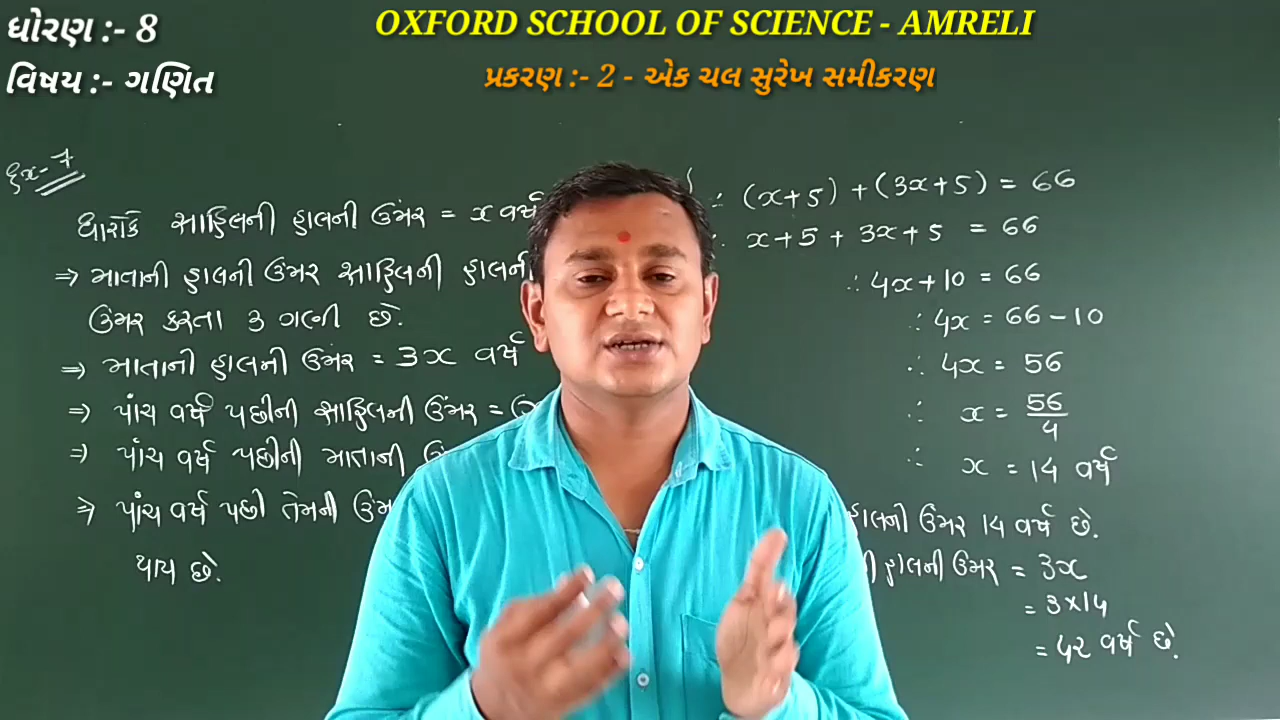 ધોરણ :- 8
OXFORD SCHOOL OF SCIENCE - AMRELI
વિષય :- ગણિત
પ્રકરણ :- 2 - એક ચલ સુરેખ સમીકરણ
Ex-7
ધારોકે સાહિલની હાલની ઉંમર = x વર્ષ
⇒ માતાની હાલની ઉંમર સાહિલની હાલની
ઉંમર કરતા 3 ગણી છે.
⇒ માતાની હાલની ઉંમર = 3x વર્ષ
⇒ પાંચ વર્ષ પછીની સાહિલની ઉંમર =
⇒ પાંચ વર્ષ પછીની માતાની
⇒ પાંચ વર્ષ પછી તેમની
થાય છે.
∴ (x+5) + (3x+5) = 66
∴ x+5 + 3x+5 = 66
∴ 4x+10 = 66
∴ 4x = 66-10
∴ 4x = 56
∴ x = 56/4
∴ x = 14 વર્ષ
હાલની ઉંમર 14 વર્ષ છે.
હાલની ઉંમર = 3x
= 3×14
= 42 વર્ષ છે.